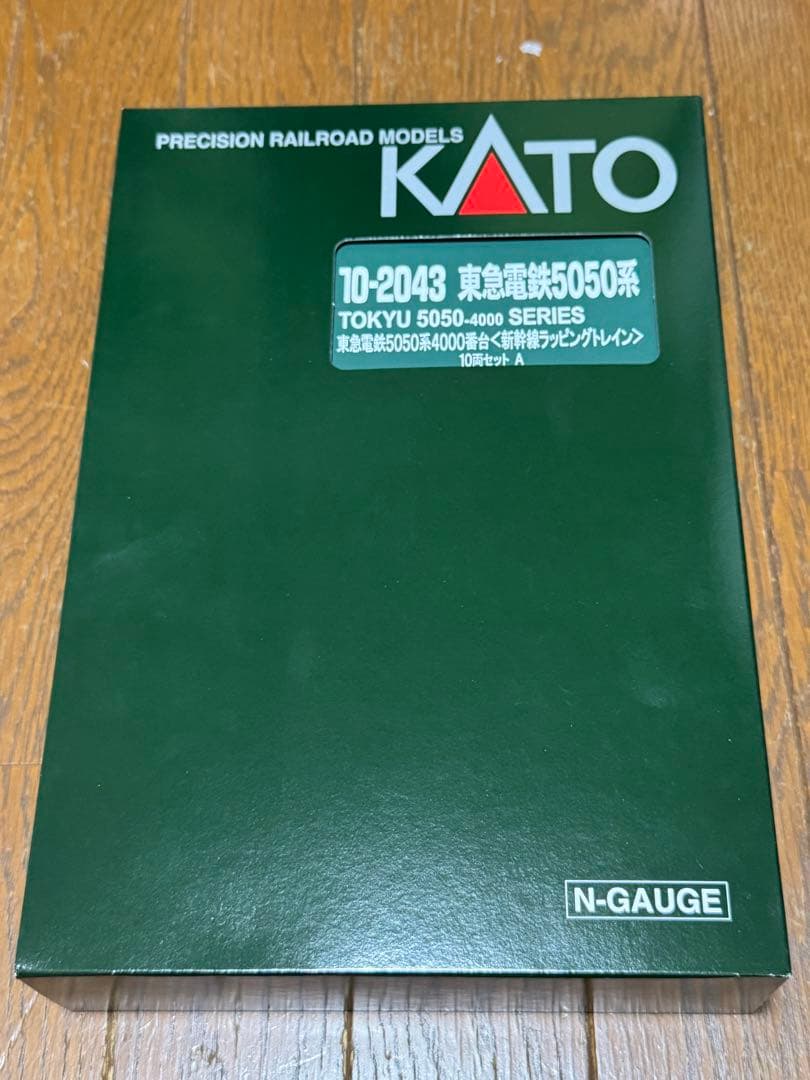 PRECISION RAILROAD MODELS
KATO
10-2043 東急電鉄5050系
TOKYU 5050-4000 SERIES
東急電鉄5050系4000番台<新幹線ラッピングトレイン>
10両セット A
N-GAUGE